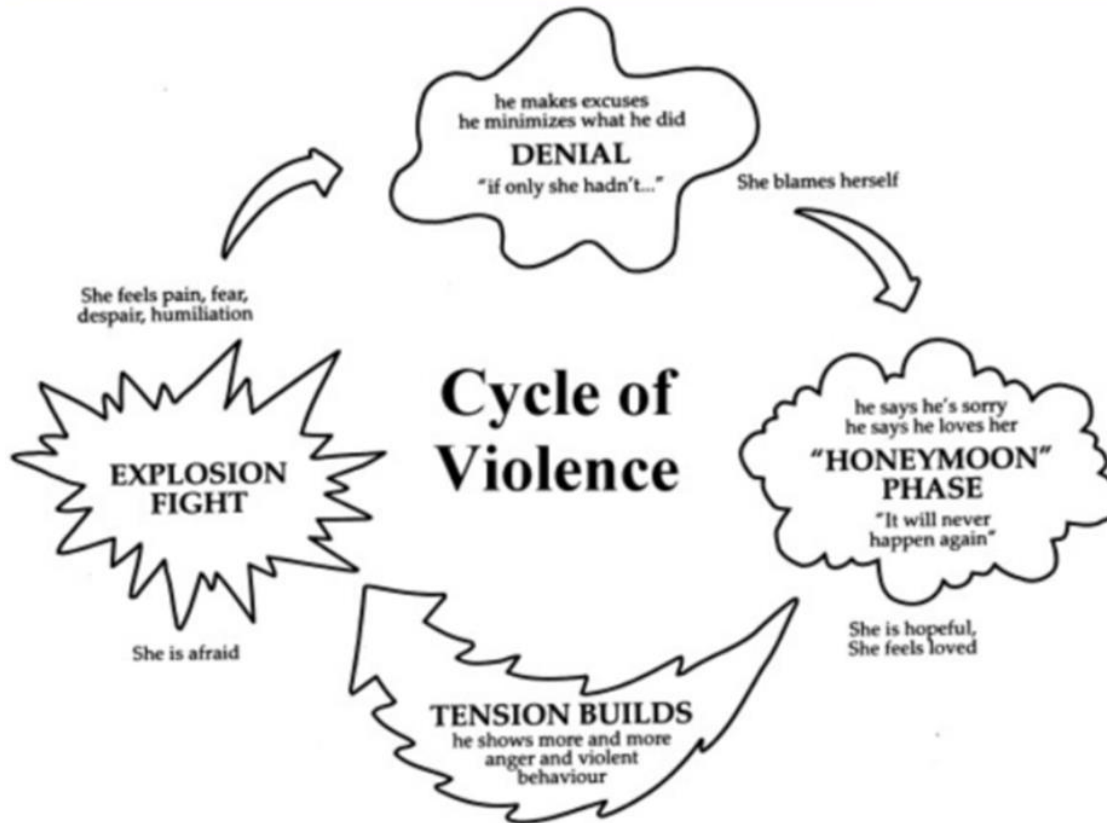 he makes excuses
he minimizes what he did
DENIAL
"if only she hadn't..."
She blames herself
She feels pain, fear,
despair, humiliation
Cycle of
Violence
he says he's sorry
he says he loves her
"HONEYMOON"
PHASE
"It will never
happen again"
EXPLOSION
FIGHT
She is afraid
She is hopeful,
She feels loved
TENSION BUILDS
he shows more and more
anger and violent
behaviour